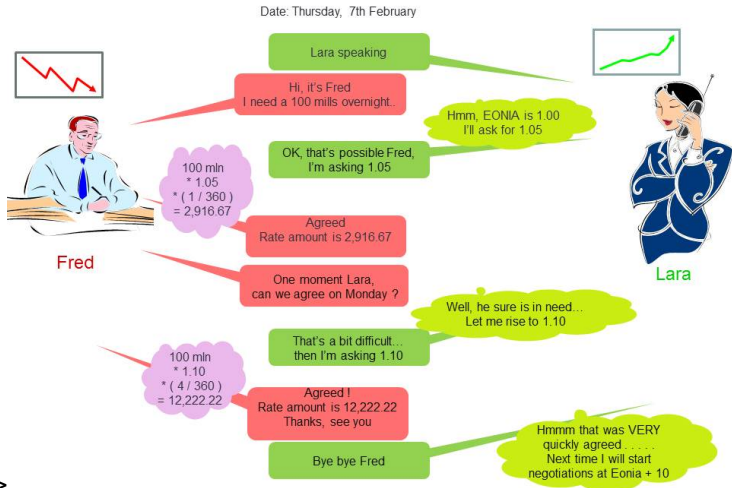 Date: Thursday, 7th February
Lara speaking
Hi, it's Fred
I need a 100 mills overnight..
Hmm, EONIA is 1.00
I'll ask for 1.05
OK, that's possible Fred,
I'm asking 1.05
100 mln
* 1.05
* ( 1 / 360 )
= 2,916.67
Agreed
Rate amount is 2,916.67
Fred
Lara
One moment Lara,
can we agree on Monday ?
Well, he sure is in need...
Let me rise to 1.10
That's a bit difficult...
then I'm asking 1.10
100 mln
* 1.10
* ( 4 / 360 )
= 12,222.22
Agreed !
Rate amount is 12,222.22
Thanks, see you
Hmmm that was VERY
quickly agreed . . . . .
Next time I will start
negotiations at Eonia + 10
Bye bye Fred
>